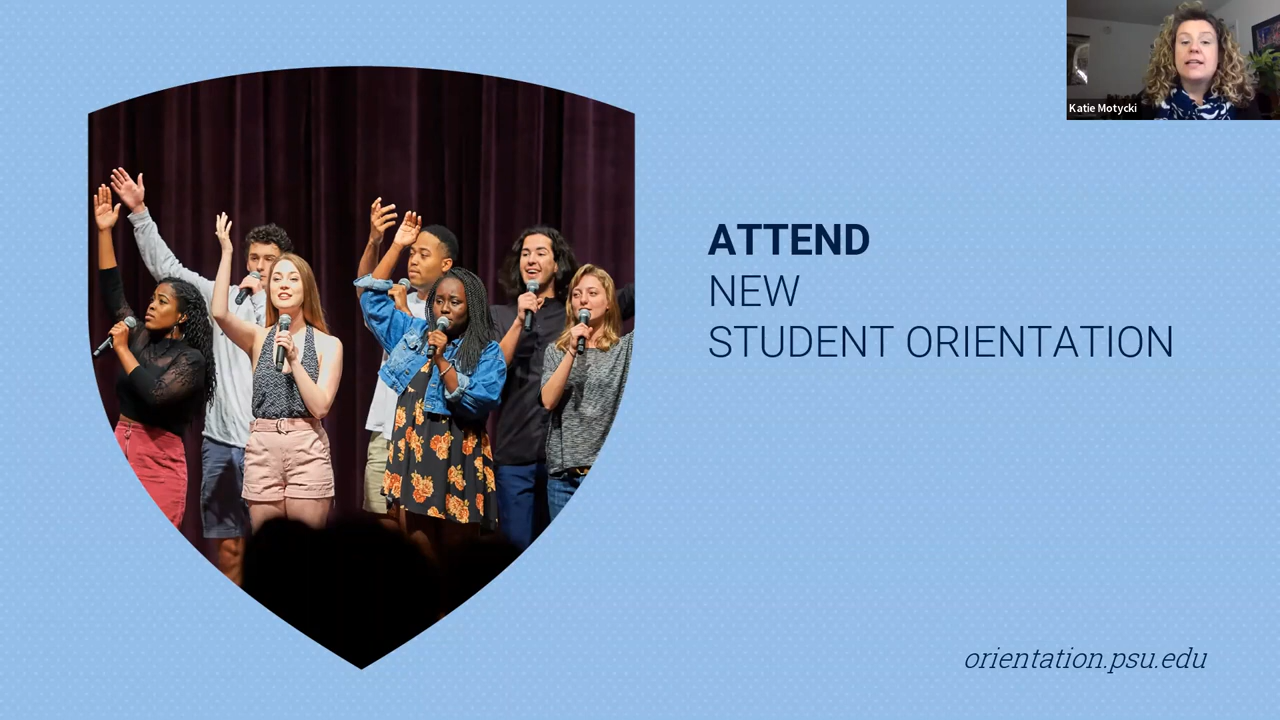 Katie Motycki
ATTEND
NEW
STUDENT ORIENTATION
orientation.psu.edu